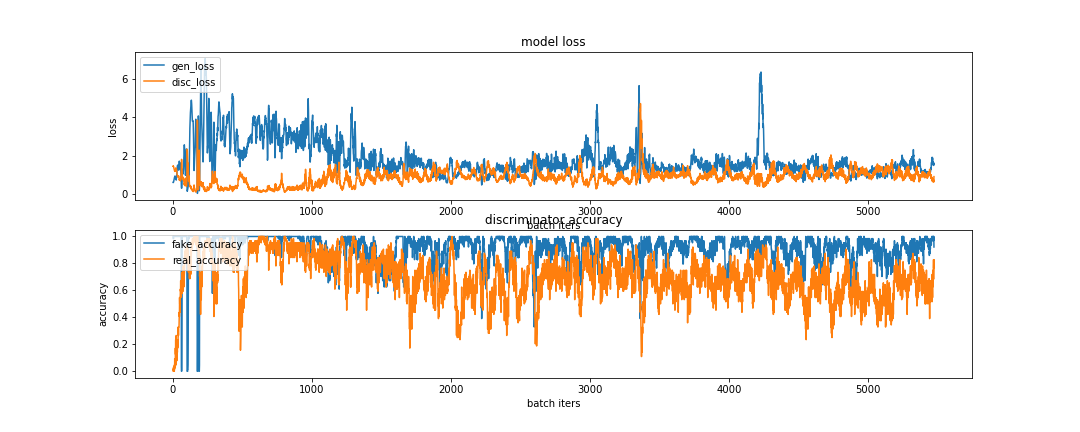 model loss
gen_loss
disc_loss
loss
6
4
2
0
0 1000 2000 3000 4000 5000
batch iters
discriminator accuracy
fake_accuracy
real_accuracy
accuracy
1.0
0.8
0.6
0.4
0.2
0.0
0 1000 2000 3000 4000 5000
batch iters